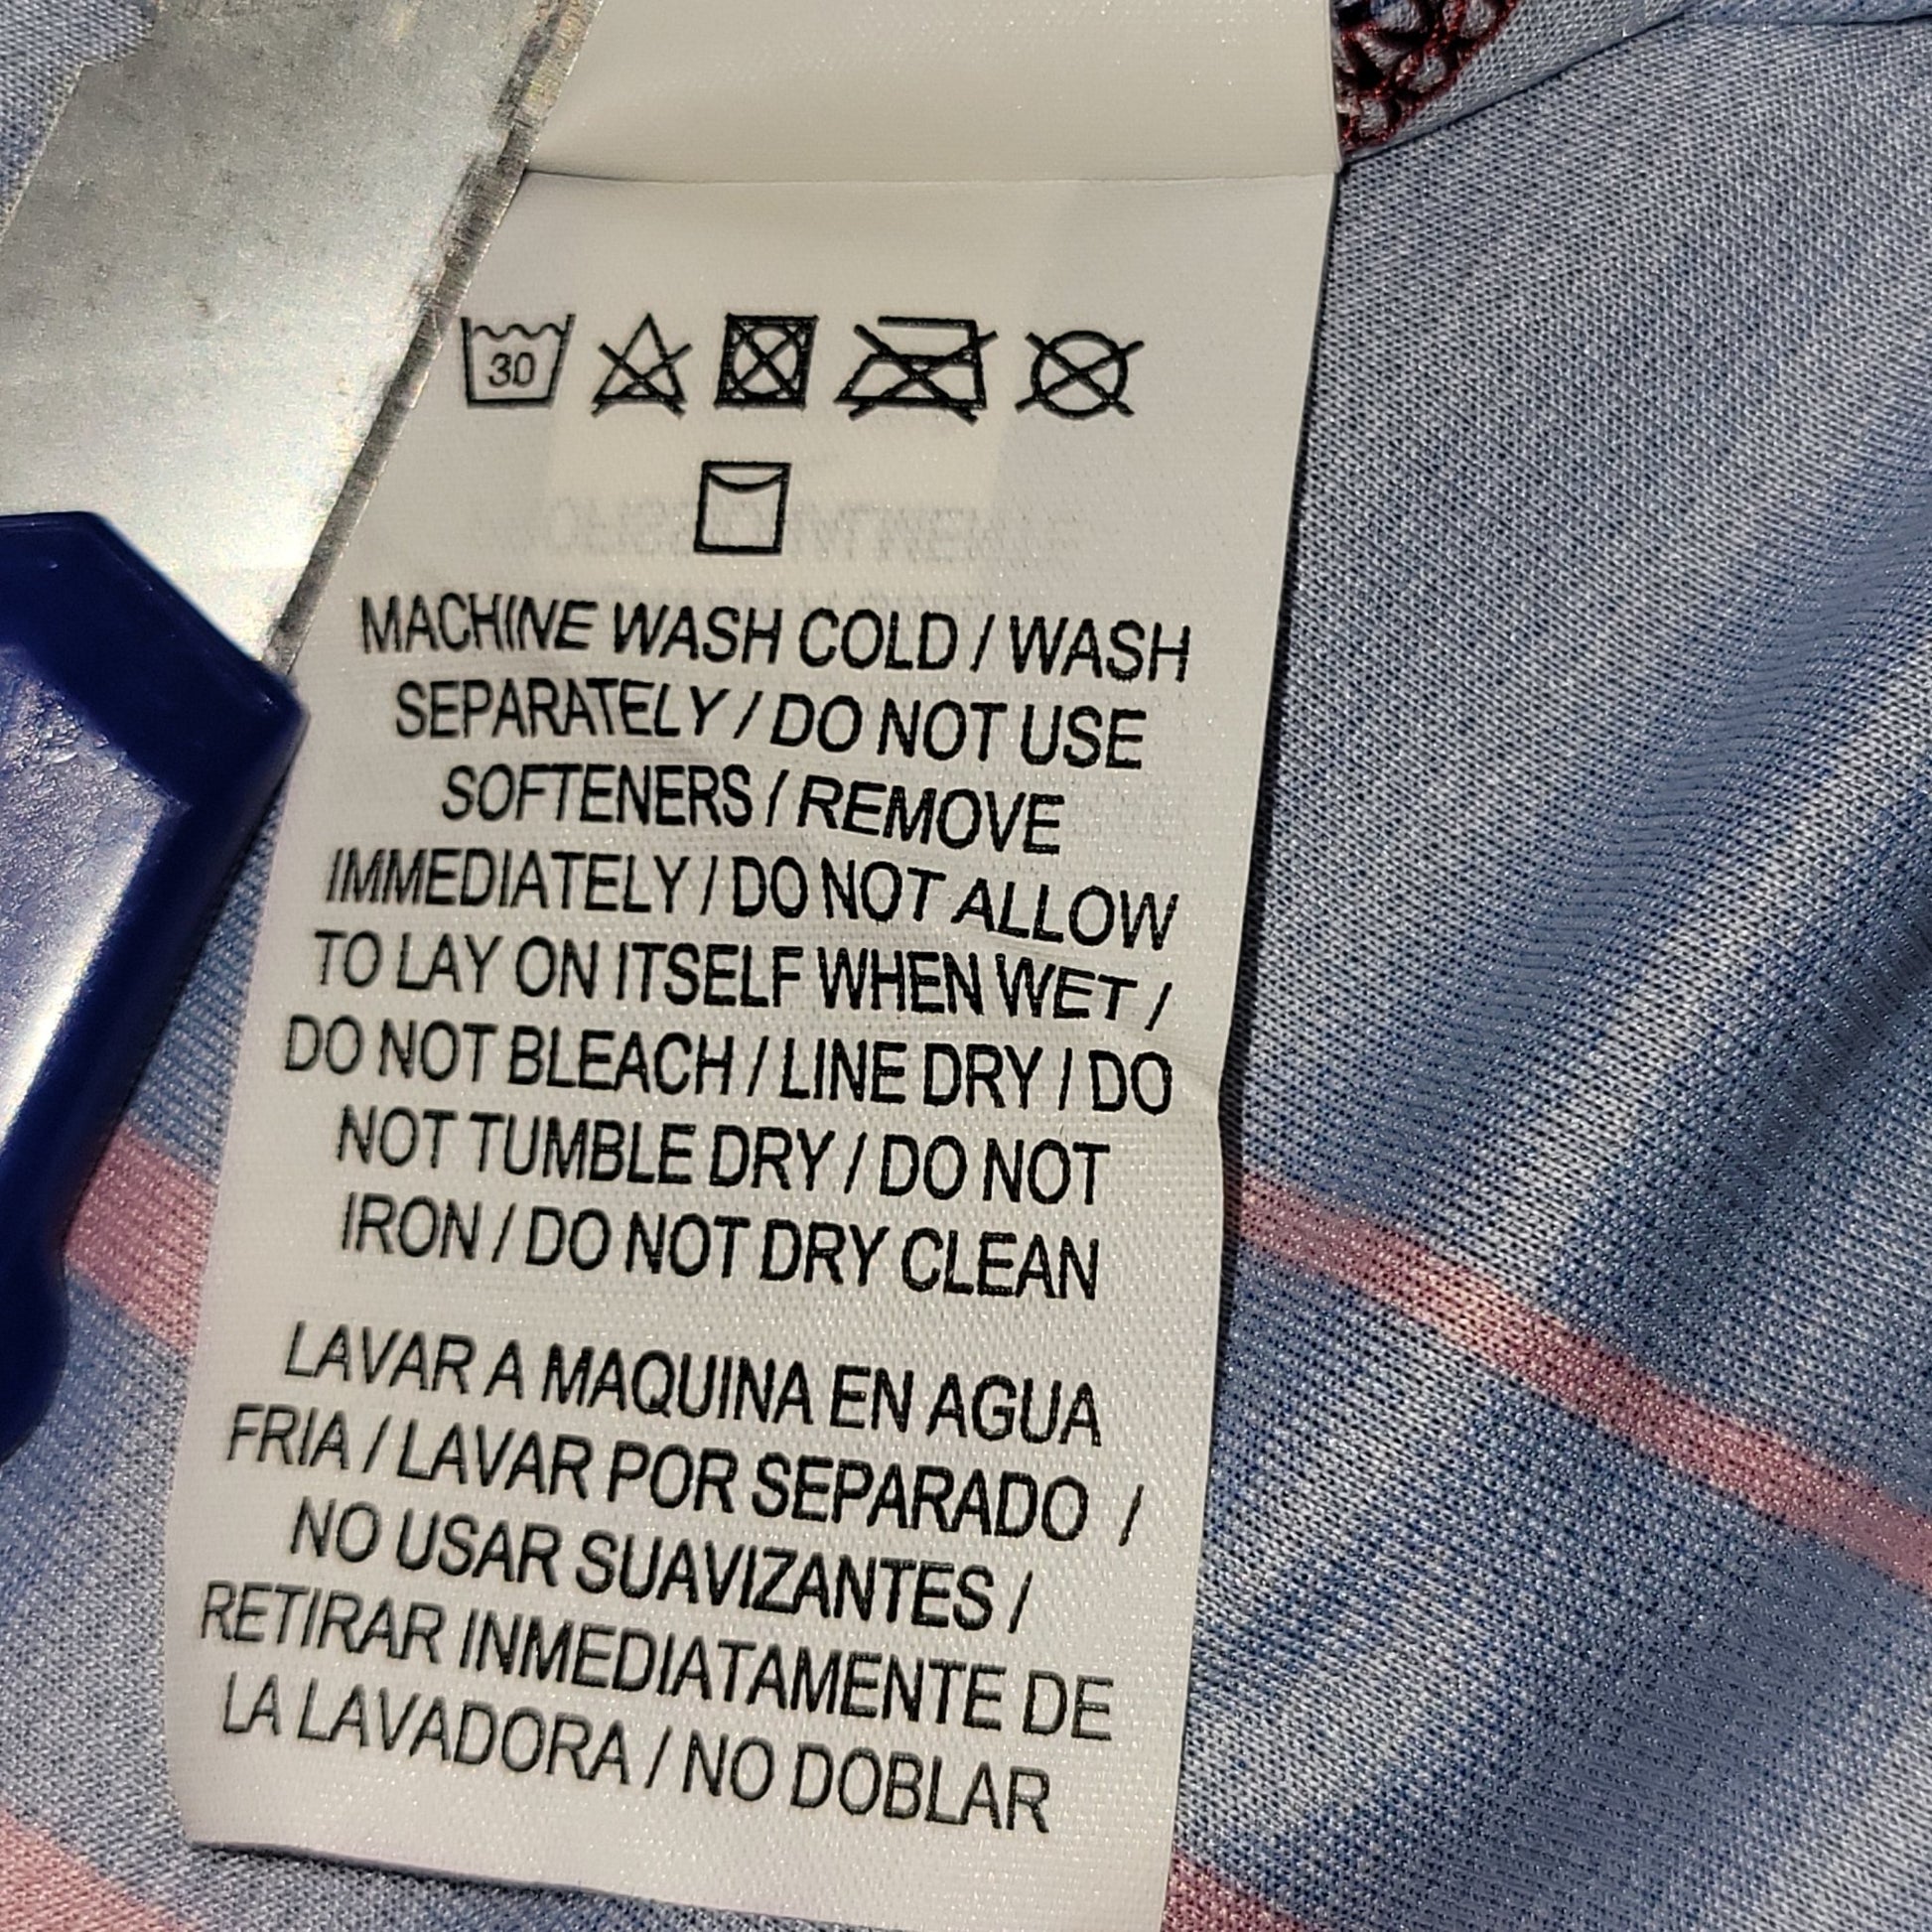 30
MACHINE WASH COLD / WASH
SEPARATELY / DO NOT USE
SOFTENERS / REMOVE
IMMEDIATELY / DO NOT ALLOW
TO LAY ON ITSELF WHEN WET /
DO NOT BLEACH / LINE DRY / DO
NOT TUMBLE DRY / DO NOT
IRON / DO NOT DRY CLEAN
LAVAR A MAQUINA EN AGUA
FRIA / LAVAR POR SEPARADO /
NO USAR SUAVIZANTES /
RETIRAR INMEDIATAMENTE DE
LA LAVADORA / NO DOBLAR